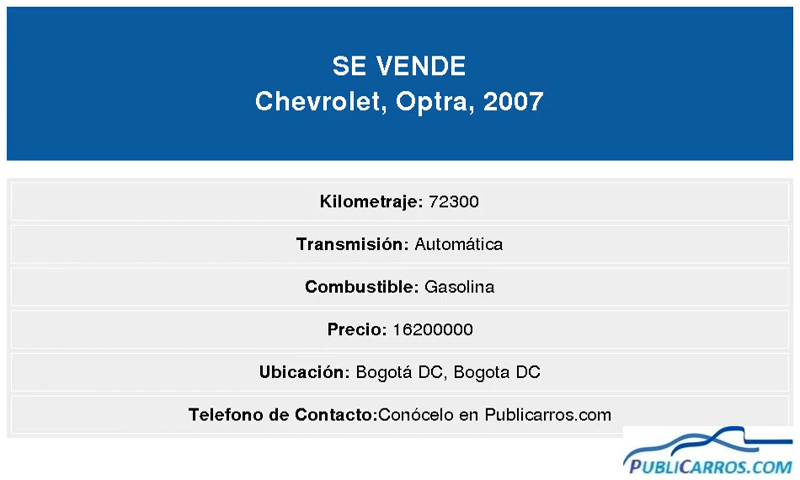 SE VENDE
Chevrolet, Optra, 2007
Kilometraje: 72300
Transmisión: Automática
Combustible: Gasolina
Precio: 16200000
Ubicación: Bogotá DC, Bogota DC
Telefono de Contacto:Conócelo en Publicarros.com
PUBLICARROS.COM